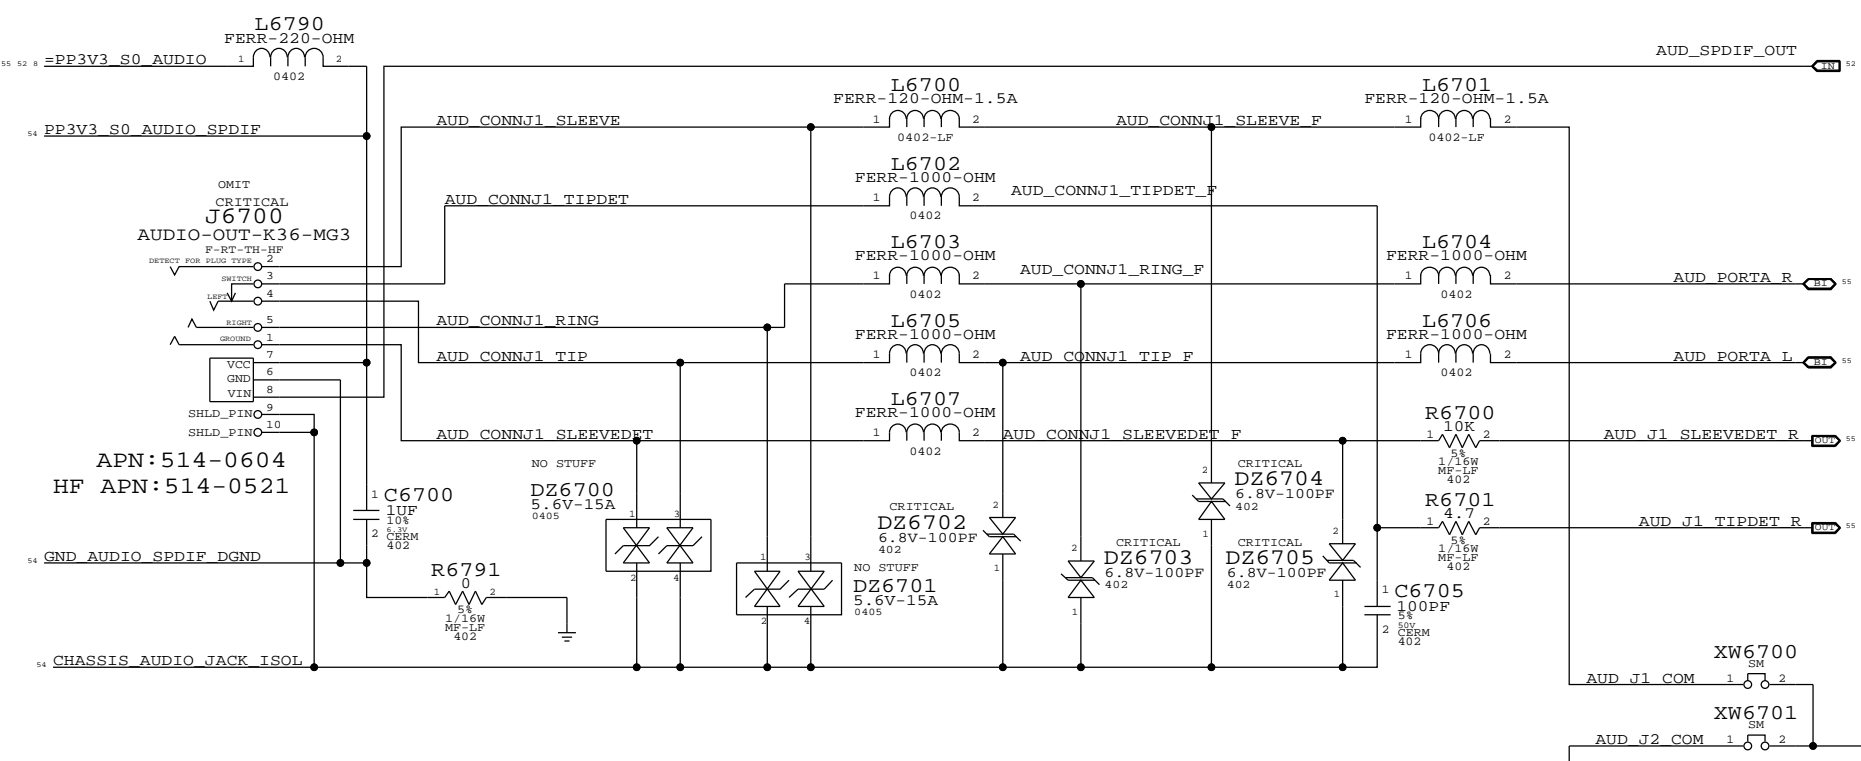 L6790
FERR-220-OHM
55 52 8 =PP3V3_S0_AUDIO 1 2
0402
AUD_SPDIF_OUT
IN 52
54 PP3V3_S0_AUDIO_SPDIF
L6700
FERR-120-OHM-1.5A
AUD_CONNJ1_SLEEVE 1 2
0402-LF
AUD_CONNJ1_SLEEVE_F
L6701
FERR-120-OHM-1.5A
1 2
0402-LF
L6702
FERR-1000-OHM
AUD_CONNJ1_TIPDET 1 2
0402
AUD_CONNJ1_TIPDET_F
OMIT
CRITICAL
J6700
AUDIO-OUT-K36-MG3
F-RT-TH-HF
DETECT FOR PLUG TYPE 2
SWITCH 3
LEFT 4
RIGHT 5
GROUND 1
VCC 7
GND 6
VIN 8
SHLD_PIN 9
SHLD_PIN 10
APN:514-0604
HF APN:514-0521
L6703
FERR-1000-OHM
1 2
0402
AUD_CONNJ1_RING
AUD_CONNJ1_RING_F
L6704
FERR-1000-OHM
1 2
0402
AUD_PORTA_R BI 55
L6705
FERR-1000-OHM
AUD_CONNJ1_TIP 1 2
0402
AUD_CONNJ1_TIP_F
L6706
FERR-1000-OHM
1 2
0402
AUD_PORTA_L BI 55
L6707
FERR-1000-OHM
AUD_CONNJ1_SLEEVEDET 1 2
0402
AUD_CONNJ1_SLEEVEDET_F
R6700
10K
1 2
5%
1/16W
MF-LF
402
AUD_J1_SLEEVEDET_R OUT 55
R6701
4.7
1 2
5%
1/16W
MF-LF
402
AUD_J1_TIPDET_R OUT 55
1 C6700
1UF
10%
6.3V
2 CERM
402
54 GND_AUDIO_SPDIF_DGND
R6791
0
1 2
5%
1/16W
MF-LF
402
NO STUFF
DZ6700
5.6V-15A
0405
1 3
2 4
NO STUFF
DZ6701
5.6V-15A
0405
1 3
2 4
CRITICAL
DZ6702
6.8V-100PF
402
2
1
CRITICAL
DZ6703
6.8V-100PF
402
2
1
CRITICAL
DZ6704
6.8V-100PF
402
2
1
CRITICAL
DZ6705
6.8V-100PF
402
2
1
1 C6705
100PF
5%
50V
2 CERM
402
54 CHASSIS_AUDIO_JACK_ISOL
XW6700
SM
AUD_J1_COM 1 2
XW6701
SM
AUD_J2_COM 1 2